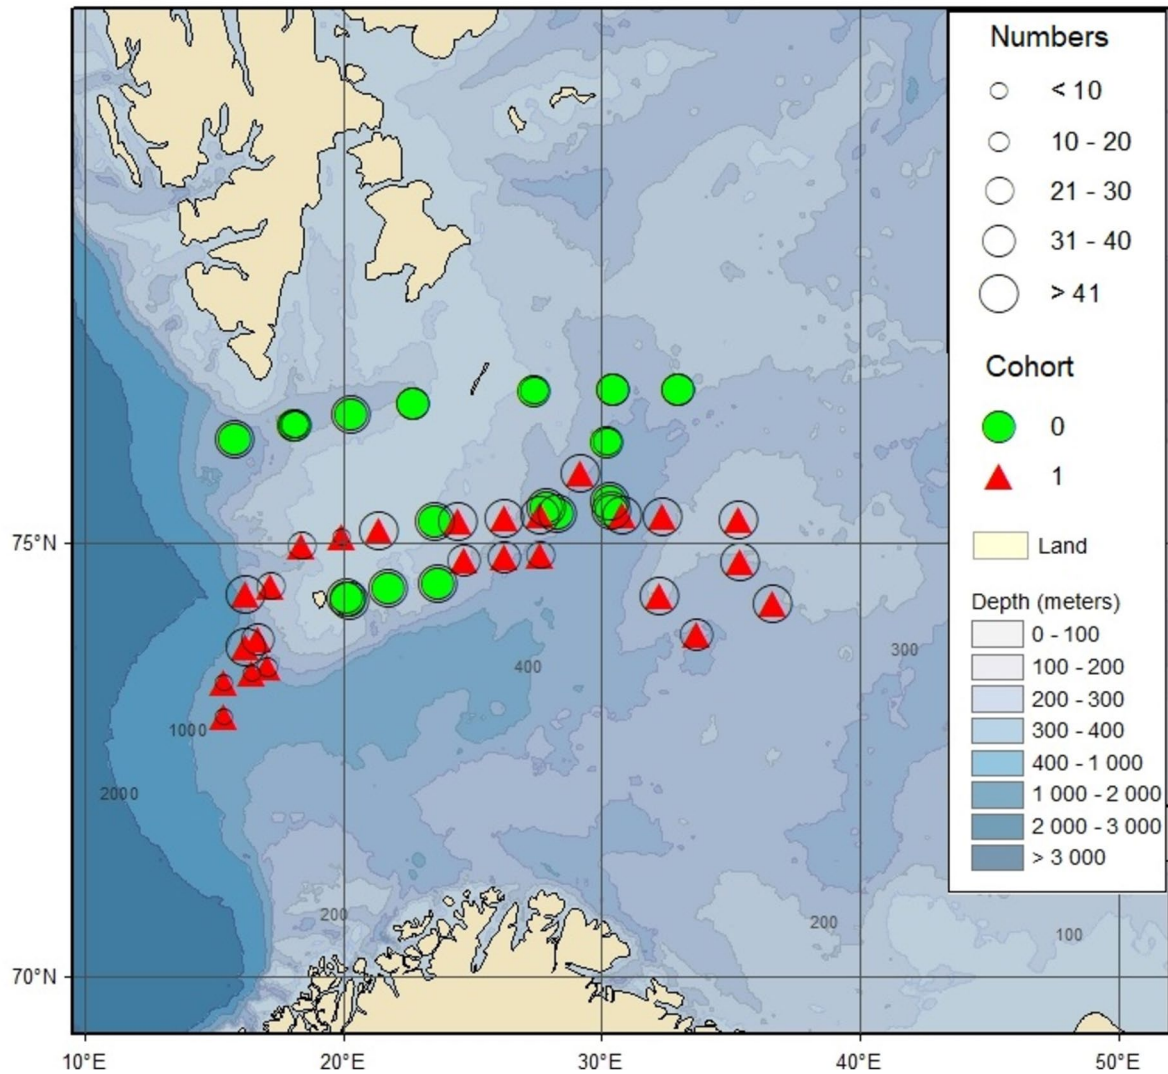 Numbers
< 10
10 - 20
21 - 30
31 - 40
> 41
Cohort
0
1
Land
Depth (meters)
0 - 100
100 - 200
200 - 300
300 - 400
400 - 1 000
1 000 - 2 000
2 000 - 3 000
> 3 000
75°N
70°N
300
400
1000
2000
200
200
100
10°E
20°E
30°E
40°E
50°E